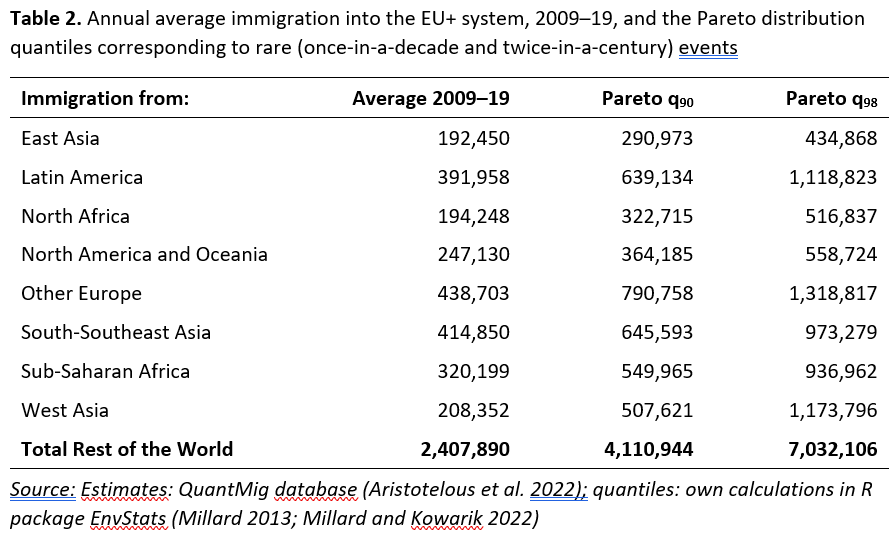 Table 2. Annual average immigration into the EU+ system, 2009–19, and the Pareto distribution
quantiles corresponding to rare (once-in-a-decade and twice-in-a-century) events
Immigration from: Average 2009–19 Pareto q90 Pareto q98
East Asia 192,450 290,973 434,868
Latin America 391,958 639,134 1,118,823
North Africa 194,248 322,715 516,837
North America and Oceania 247,130 364,185 558,724
Other Europe 438,703 790,758 1,318,817
South-Southeast Asia 414,850 645,593 973,279
Sub-Saharan Africa 320,199 549,965 936,962
West Asia 208,352 507,621 1,173,796
Total Rest of the World 2,407,890 4,110,944 7,032,106
Source: Estimates: QuantMig database (Aristotelous et al. 2022); quantiles: own calculations in R
package EnvStats (Millard 2013; Millard and Kowarik 2022)